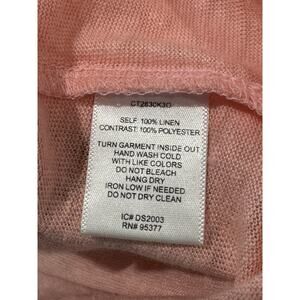 CT2630K3O
SELF: 100% LINEN
CONTRAST: 100% POLYESTER
TURN GARMENT INSIDE OUT
HAND WASH COLD
WITH LIKE COLORS
DO NOT BLEACH
HANG DRY
IRON LOW IF NEEDED
DO NOT DRY CLEAN
IC# DS2003
RN# 95377